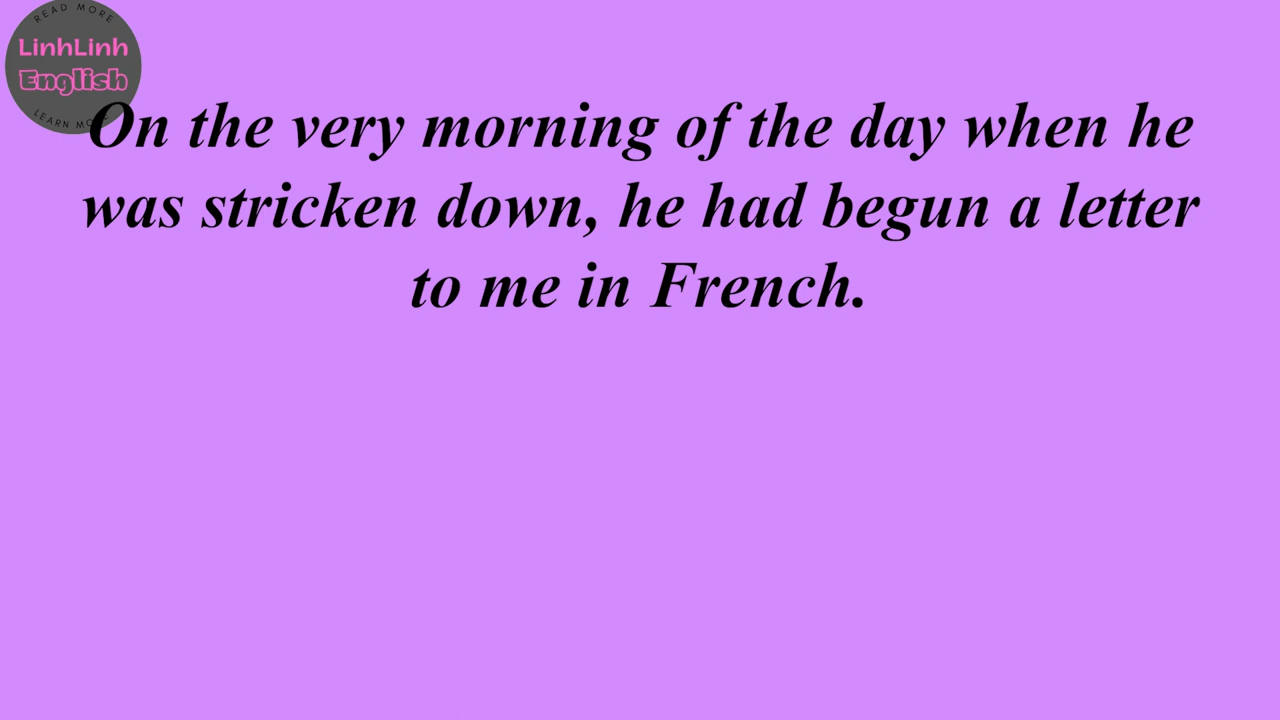 READ MORE
LinhLinh
English
LEARN MORE
On the very morning of the day when he
was stricken down, he had begun a letter
to me in French.